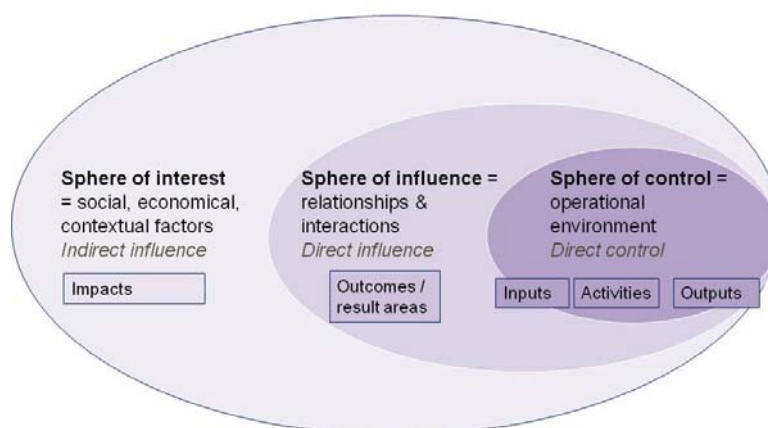 Sphere of interest
= social, economical,
contextual factors
Indirect influence
Impacts
Sphere of influence =
relationships &
interactions
Direct influence
Outcomes /
result areas
Sphere of control =
operational
environment
Direct control
Inputs
Activities
Outputs